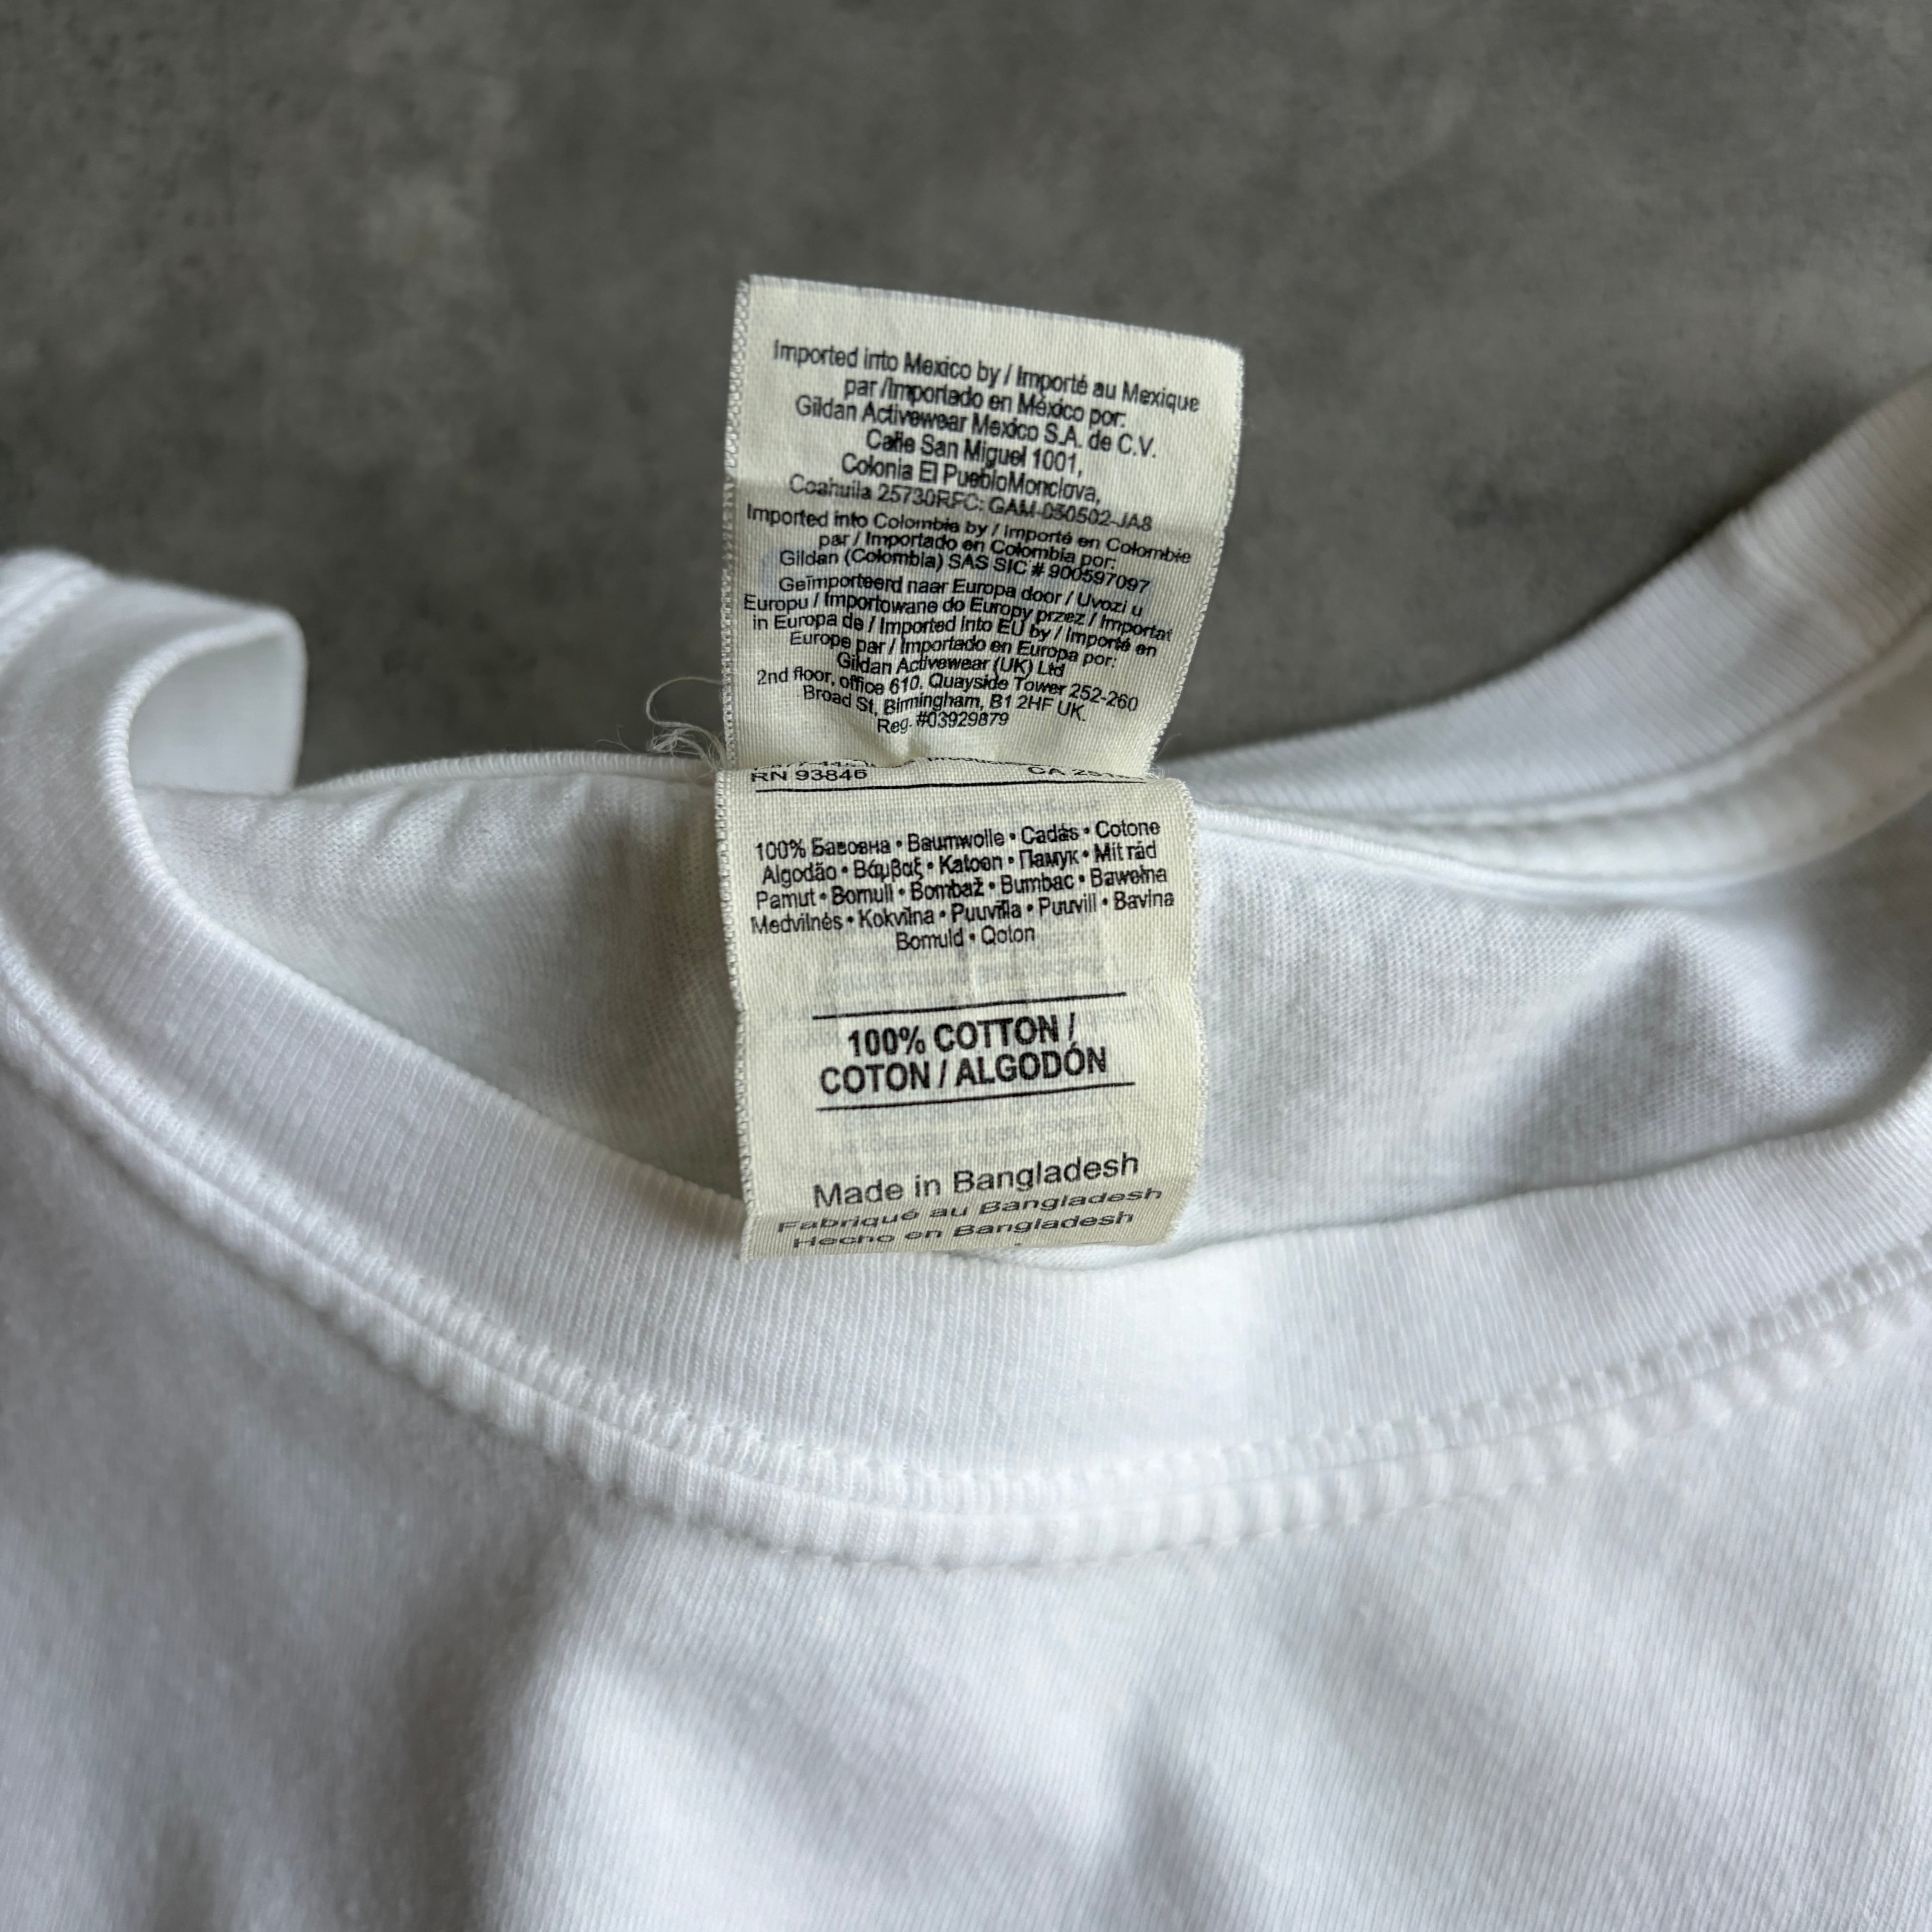 Imported into Mexico by / Importé au Mexique
par /Importado en México por:
Gildan Activewear Mexico S.A. de C.V.
Calle San Miguel 1001,
Colonia El PuebloMonclova,
Coahuila 25730RFC: GAM-030502-JA8
Imported into Colombia by / Importé en Colombie
par / Importado en Colombia por:
Gildan (Colombia) SAS SIC # 900597097
Geïmporteerd naar Europa door / Uvozi u
Europu / Importowane do Europy przez / Importat
in Europa de / Imported into EU by / Importé en
Europe par / Importado en Europa por:
Gildan Activewear (UK) Ltd
2nd floor, office 610, Quayside Tower 252-260
Broad St, Birmingham, B1 2HF UK.
Reg. #03929879
RN 93846 CA
100% Бавовна • Baumwolle • Cadás • Cotone
Algodão • Βάμβαξ • Katoen • Памук • Mit rád
Pamut • Bomull • Bombaž • Bumbac • Bawełna
Medvilnės • Kokvilna • Puuvilla • Puuvill • Bavlna
Bomuld • Qoton
100% COTTON /
COTON / ALGODÓN
Made in Bangladesh
Fabriqué au Bangladesh
Hecho en Bangladesh